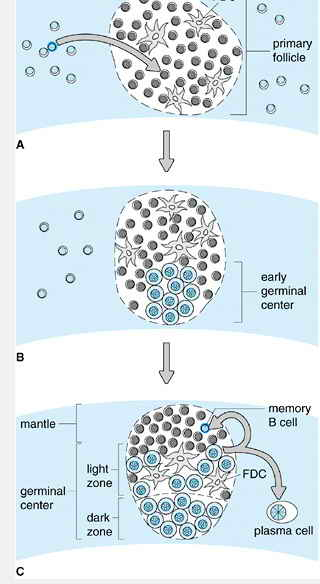 primary
follicle
A
early
germinal
center
B
memory
B cell
mantle
light
zone
FDC
germinal
center
dark
zone
plasma cell
C